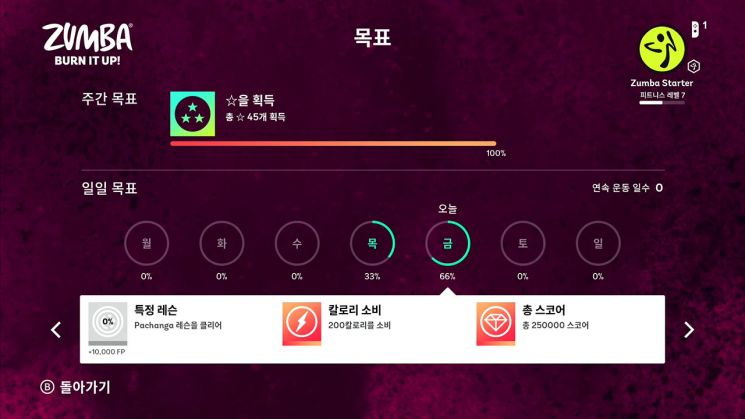 ZUMBA®
BURN IT UP!
목표
1
Zumba Starter
피트니스 레벨 7
주간 목표
☆을 획득
총 ☆ 45개 획득
100%
일일 목표
연속 운동 일수 0
오늘
월 화 수 목 금 토 일
0% 0% 0% 33% 66% 0% 0%
0%
특정 레슨
Pachanga 레슨을 클리어
+10,000 FP
칼로리 소비
200칼로리를 소비
총 스코어
총 250000 스코어
Ⓑ 돌아가기